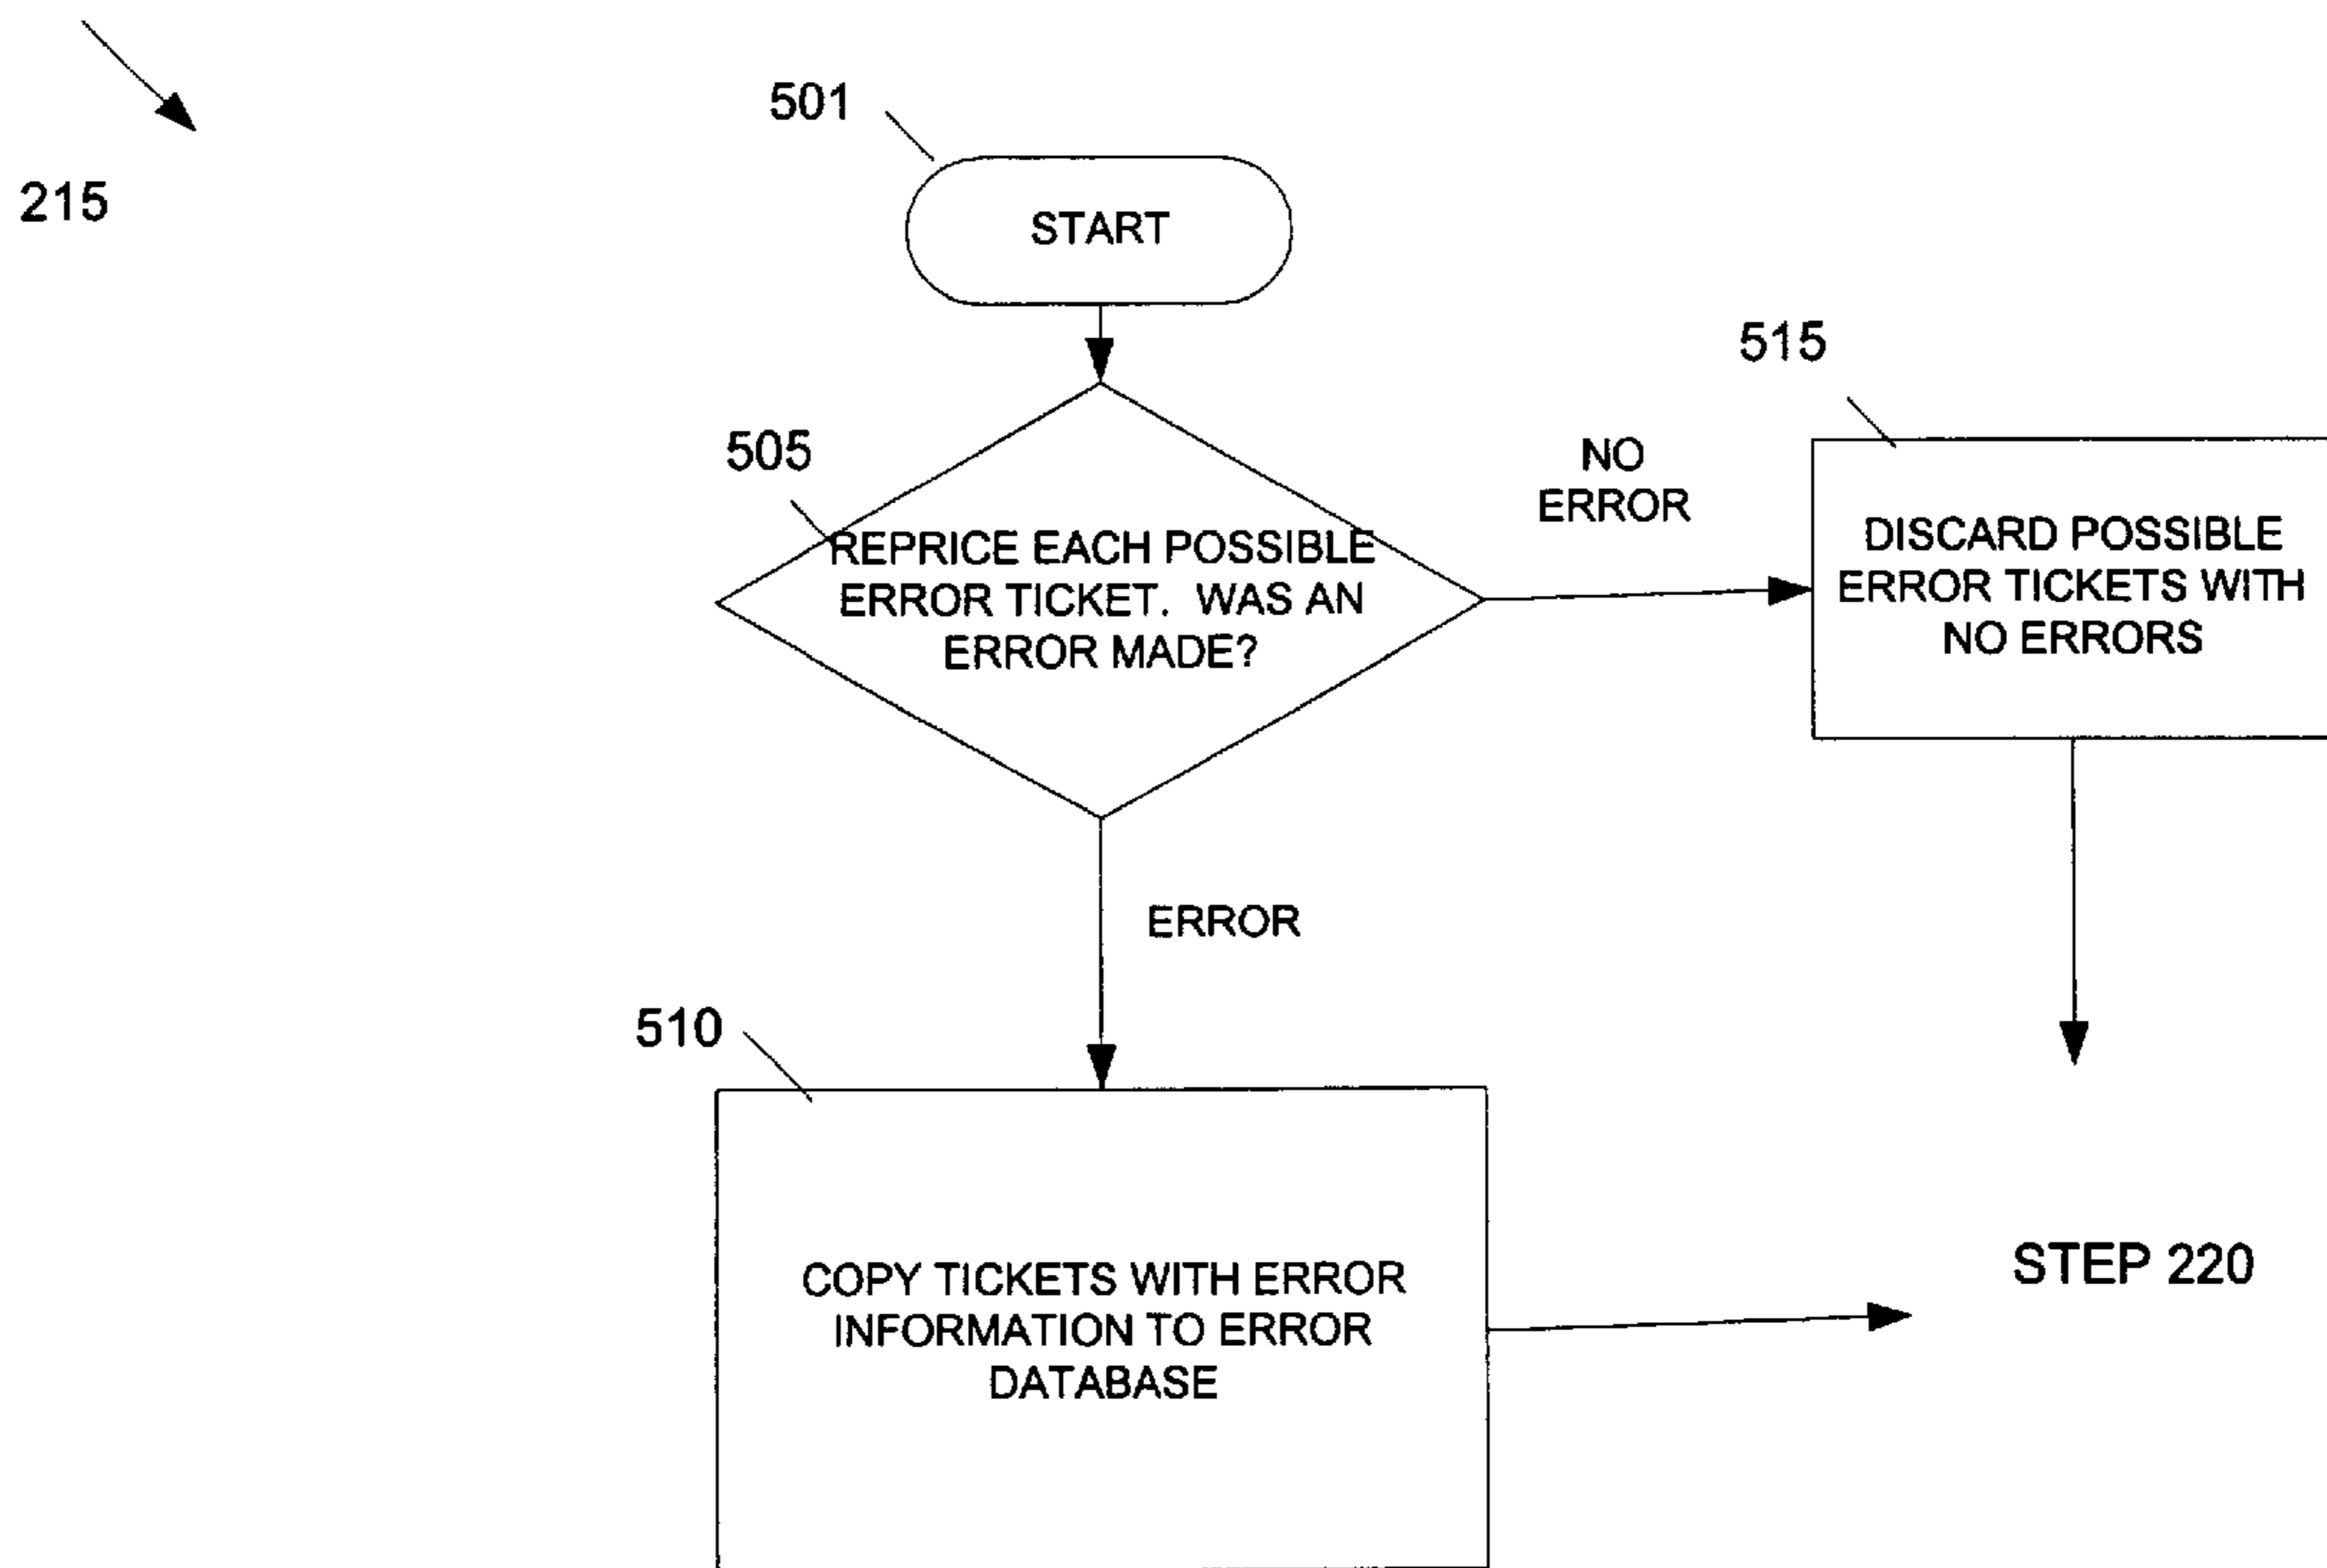 215
501
START
505
REPRICE EACH POSSIBLE
ERROR TICKET. WAS AN
ERROR MADE?
NO
ERROR
515
DISCARD POSSIBLE
ERROR TICKETS WITH
NO ERRORS
ERROR
510
COPY TICKETS WITH ERROR
INFORMATION TO ERROR
DATABASE
STEP 220